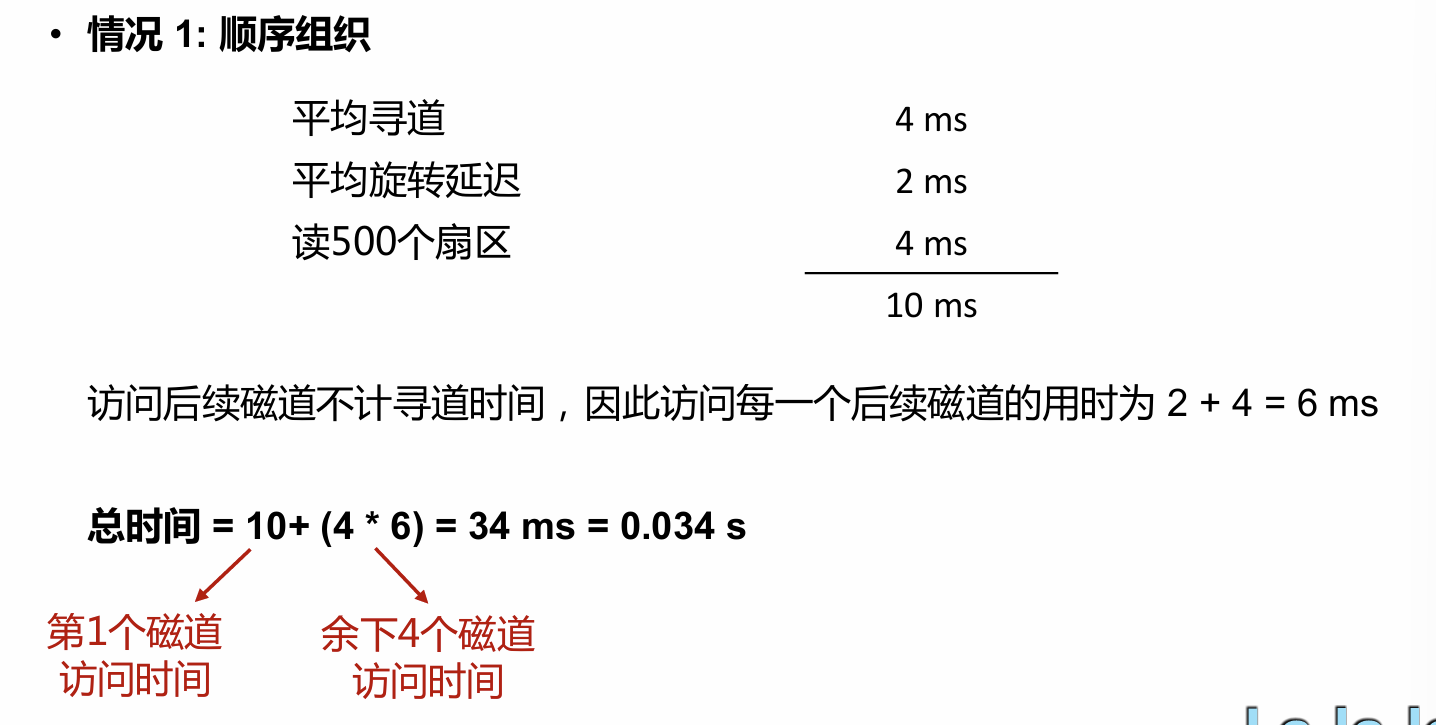 • 情况 1: 顺序组织
平均寻道 4 ms
平均旋转延迟 2 ms
读500个扇区 4 ms
10 ms
访问后续磁道不计寻道时间，因此访问每一个后续磁道的用时为 2 + 4 = 6 ms
总时间 = 10+ (4 * 6) = 34 ms = 0.034 s
第1个磁道 余下4个磁道
访问时间 访问时间